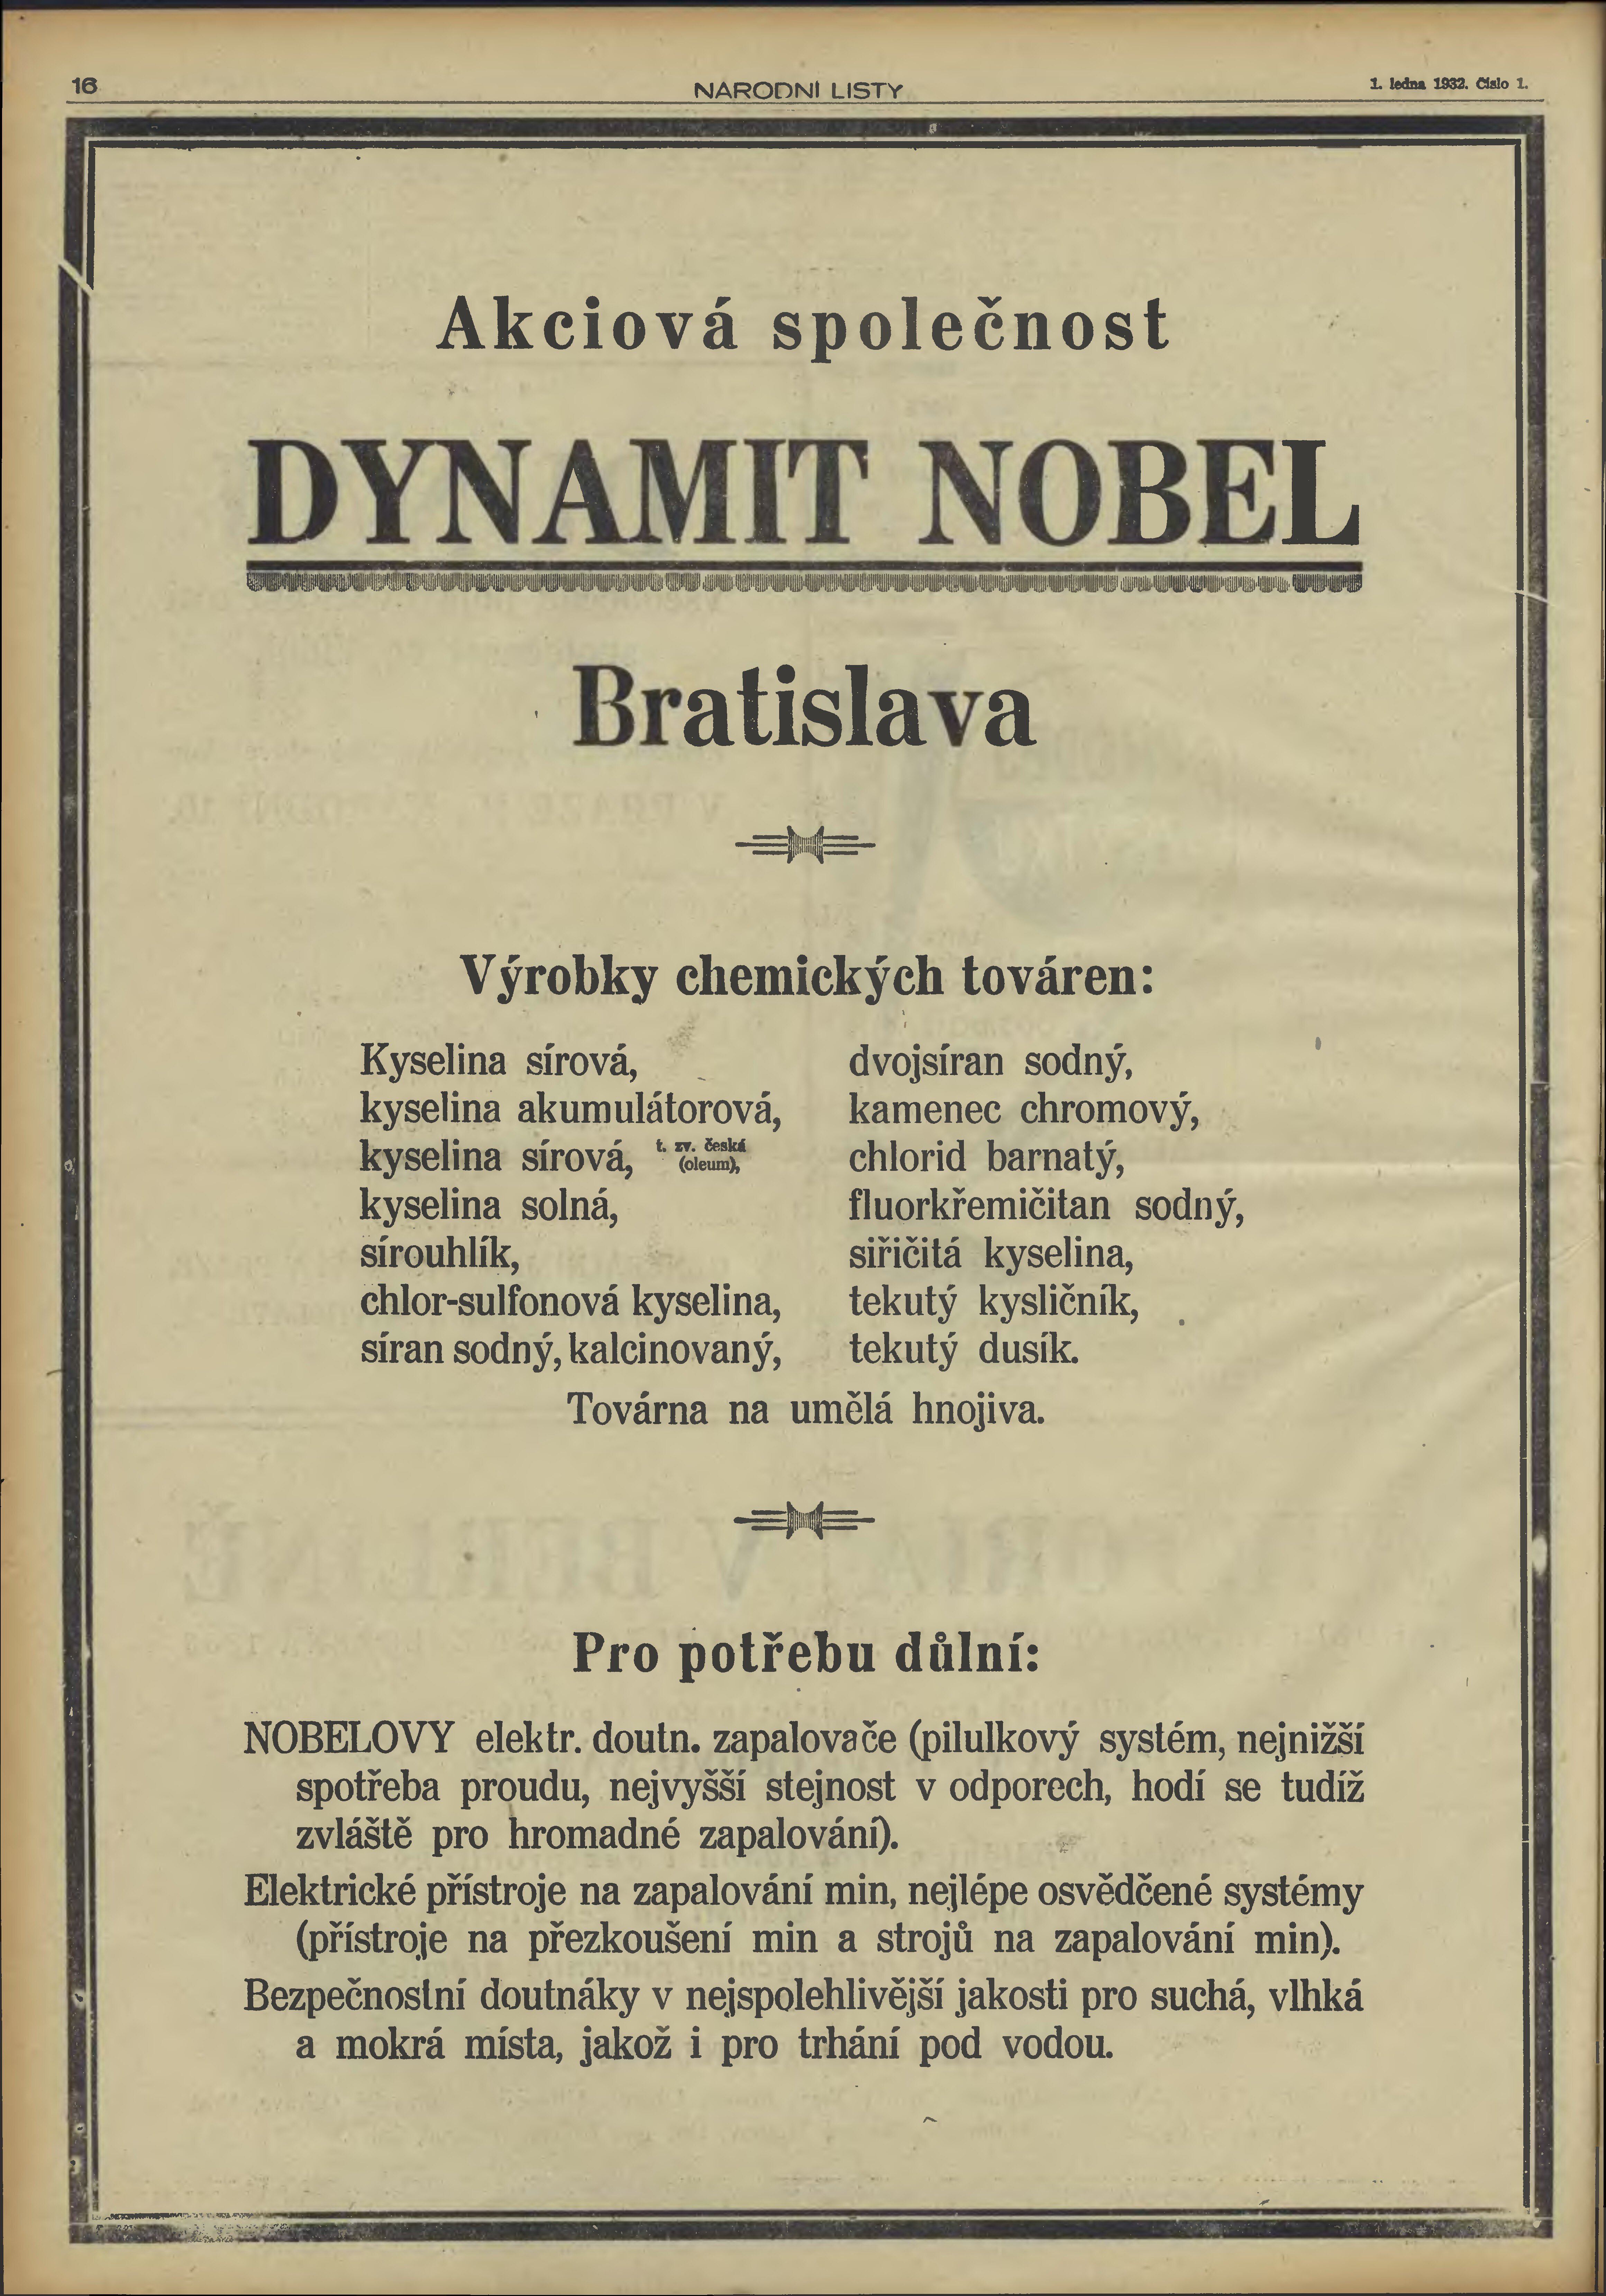 16
NÁRODNÍ LISTY
1. ledna 1932. Číslo 1.
Akciová společnost
DYNAMIT NOBEL
Bratislava
Výrobky chemických továren:
Kyselina sírová,
kyselina akumulátorová,
kyselina sírová, t. zv. česká (oleum),
kyselina solná,
sírouhlík,
chlor-sulfonová kyselina,
síran sodný, kalcinovaný,
dvojsíran sodný,
kamenec chromový,
chlorid barnatý,
fluorkřemičitan sodný,
siřičitá kyselina,
tekutý kysličník,
tekutý dusík.
Továrna na umělá hnojiva.
Pro potřebu důlní:
NOBELOVY elektr. doutn. zapalovače (pilulkový systém, nejnižší
spotřeba proudu, nejvyšší stejnost v odporech, hodí se tudíž
zvláště pro hromadné zapalování).
Elektrické přístroje na zapalování min, nejlépe osvědčené systémy
(přístroje na přezkoušení min a strojů na zapalování min).
Bezpečnostní doutnáky v nejspolehlivější jakosti pro suchá, vlhká
a mokrá místa, jakož i pro trhání pod vodou.